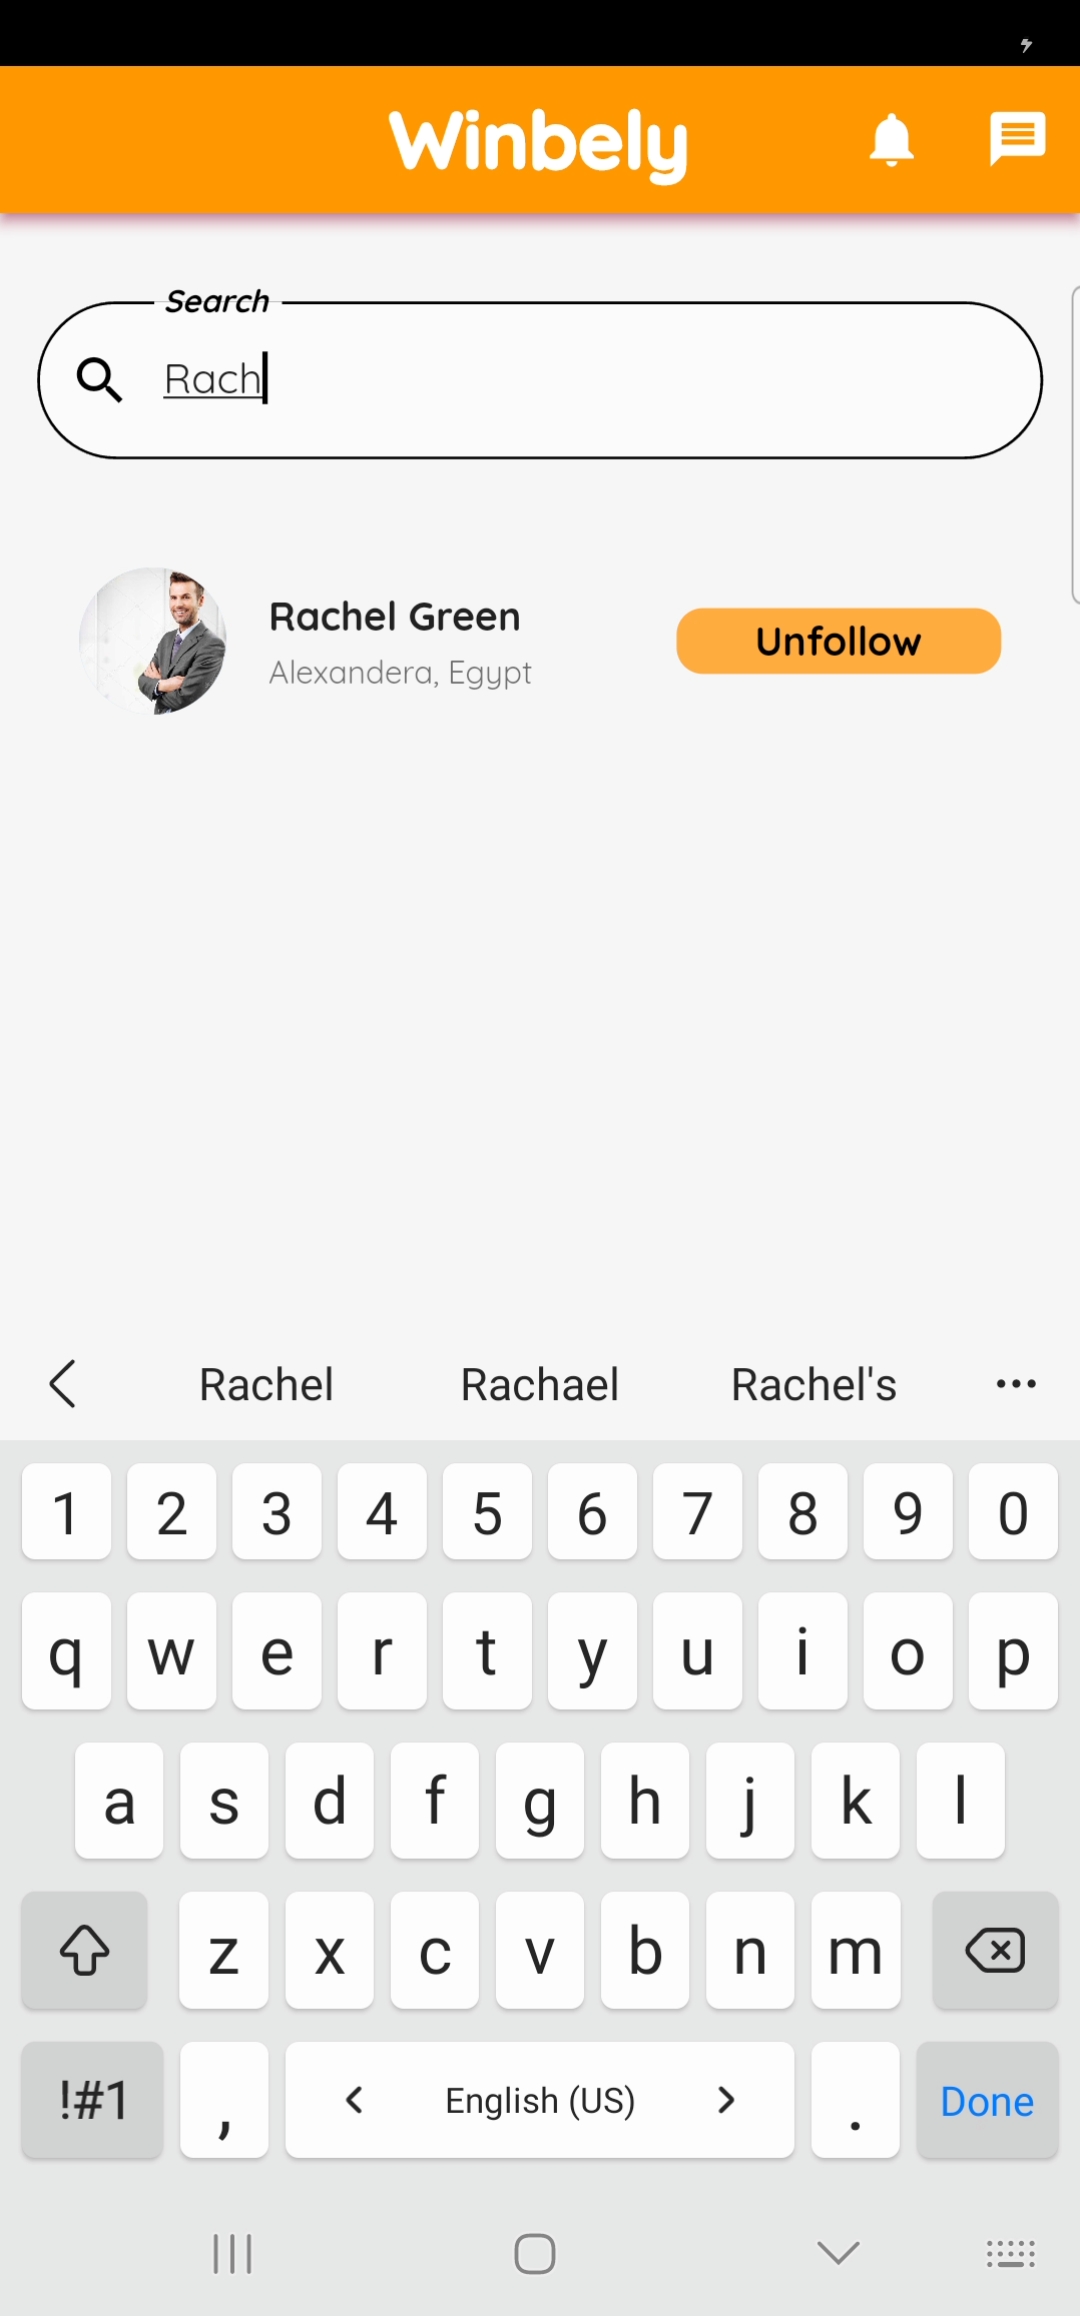 Winbely
Search
Rach
Rachel Green
Alexandera, Egypt
Unfollow
Rachel Rachael Rachel's
1 2 3 4 5 6 7 8 9 0
q w e r t y u i o p
a s d f g h j k l
z x c v b n m
!#1 , English (US) . Done